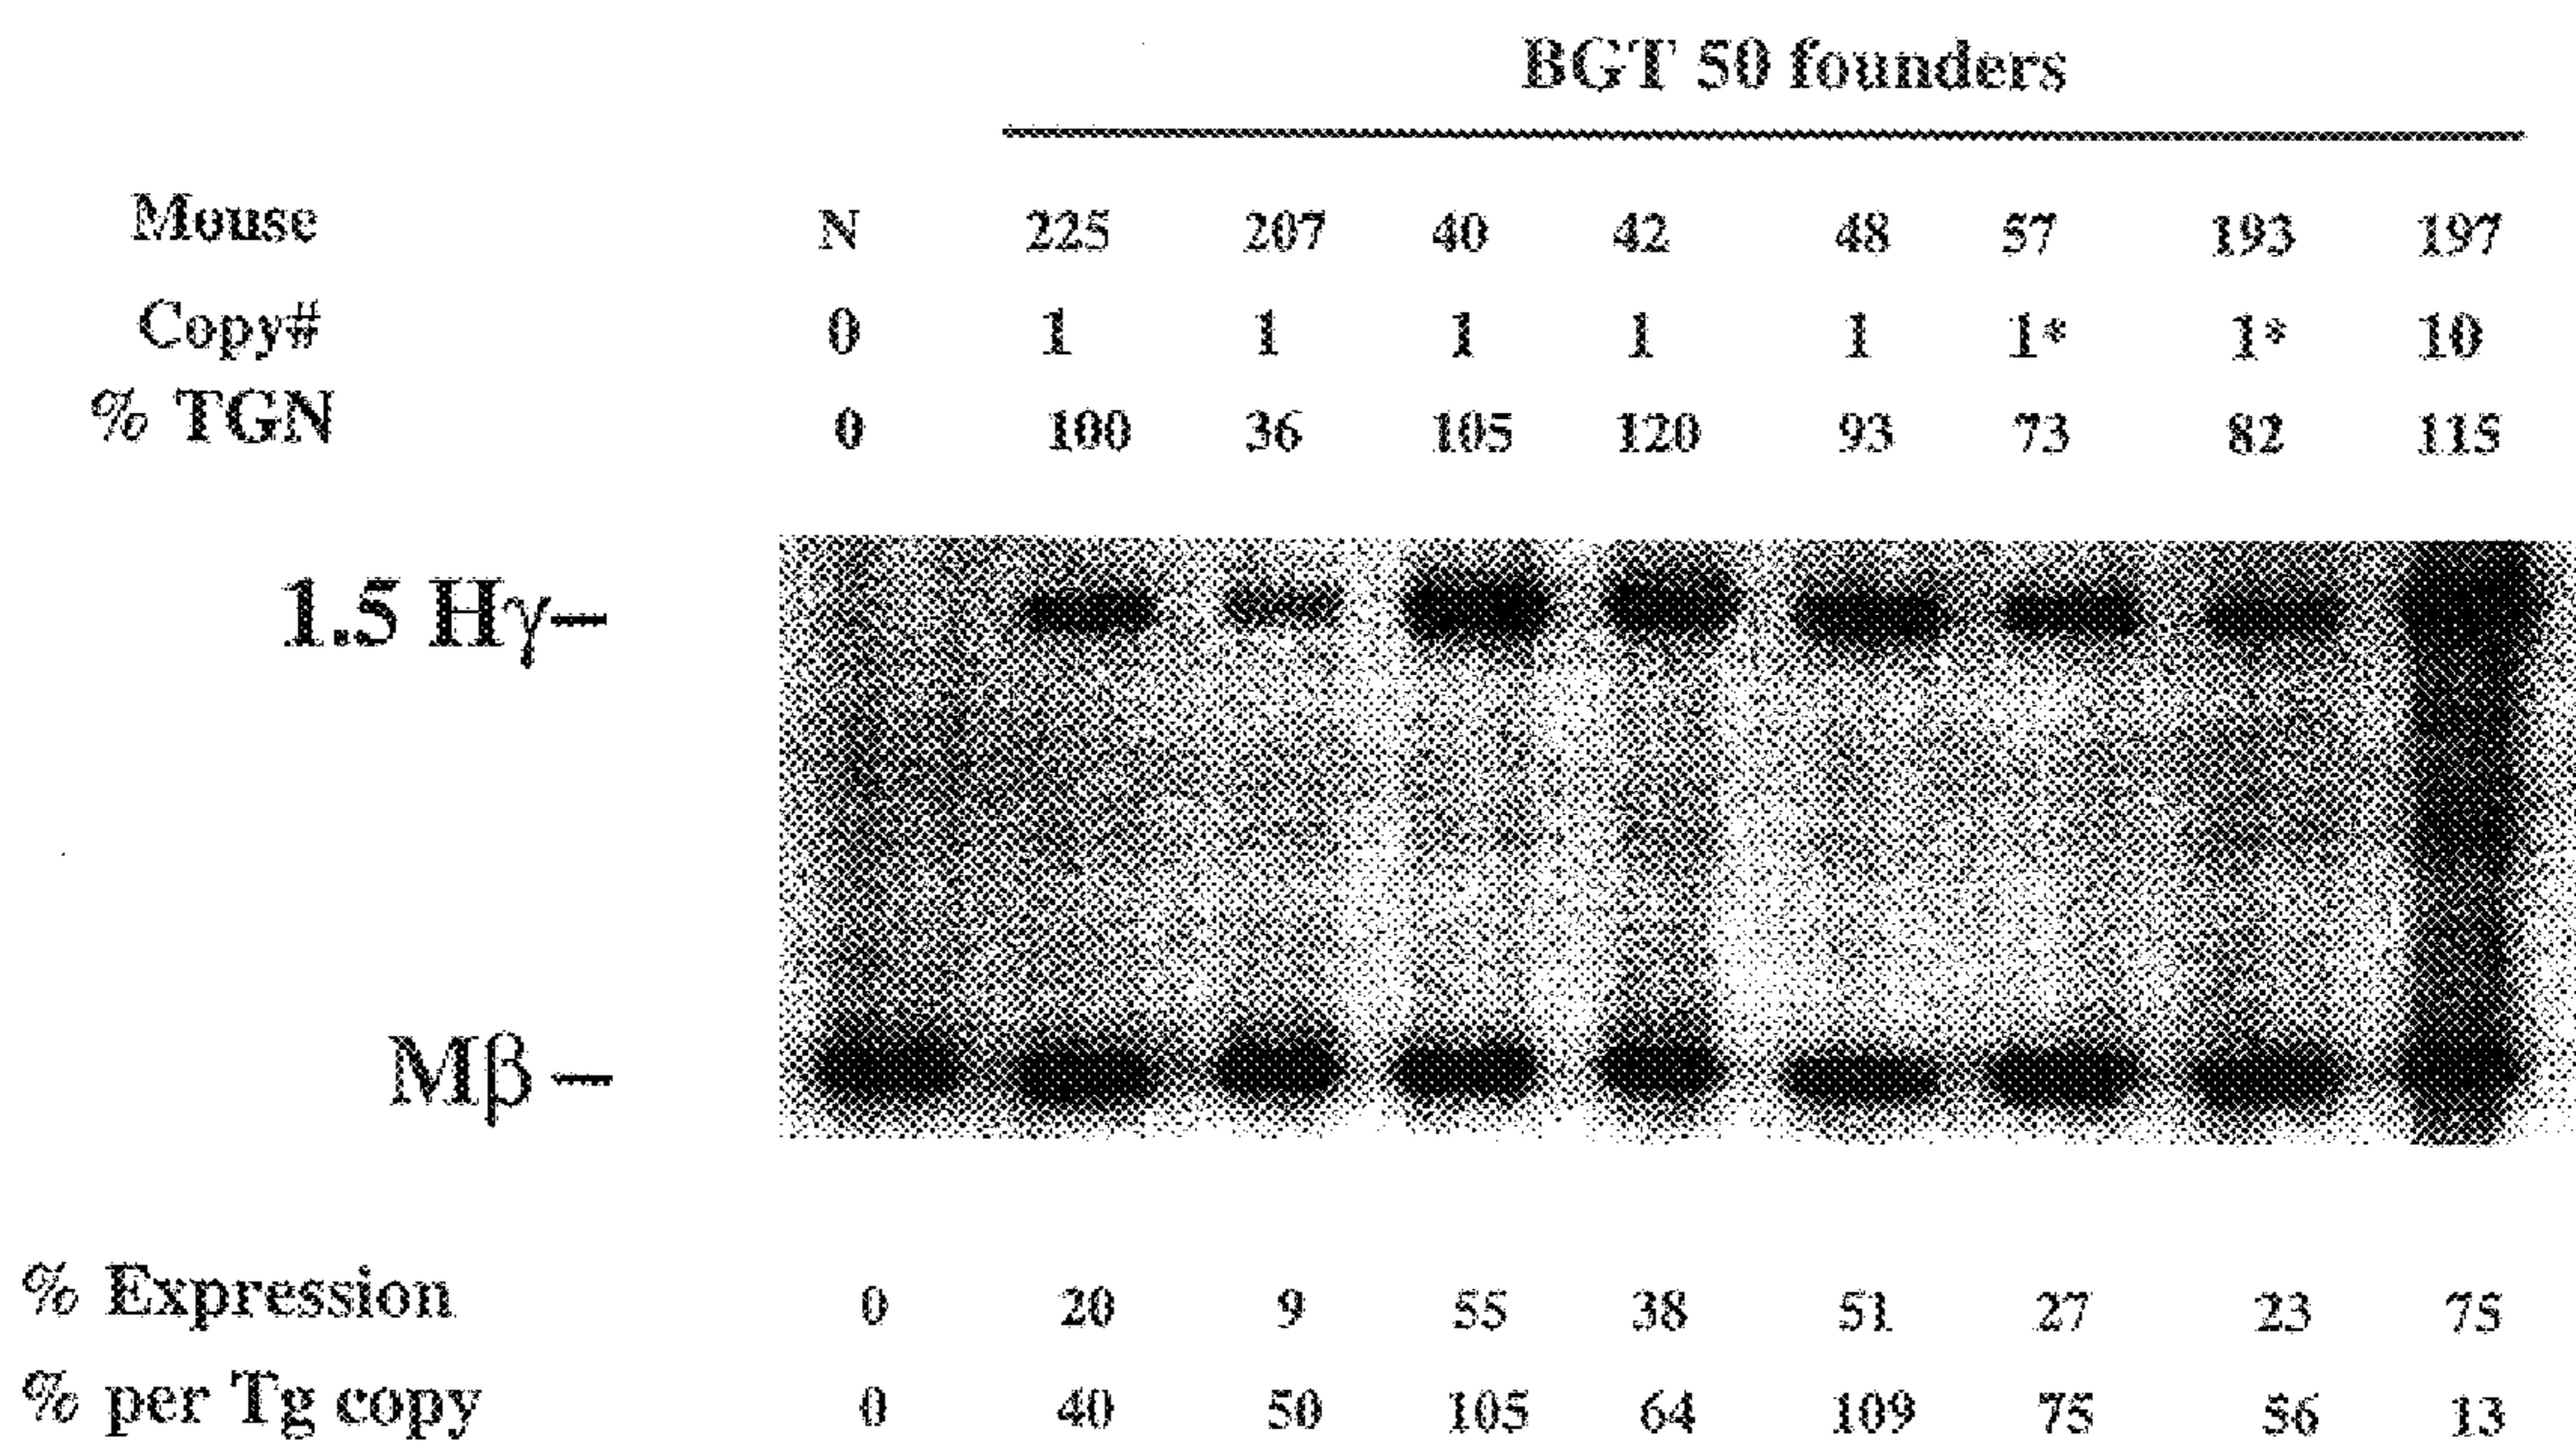 BGT 50 founders
Mouse N 225 207 40 42 48 57 193 197
Copy# 0 1 1 1 1 1 1* 1* 10
% TGN 0 100 36 105 120 93 73 82 115
1.5 Hγ–
Mβ –
% Expression 0 20 9 55 38 51 27 23 75
% per Tg copy 0 40 50 105 64 109 75 56 13